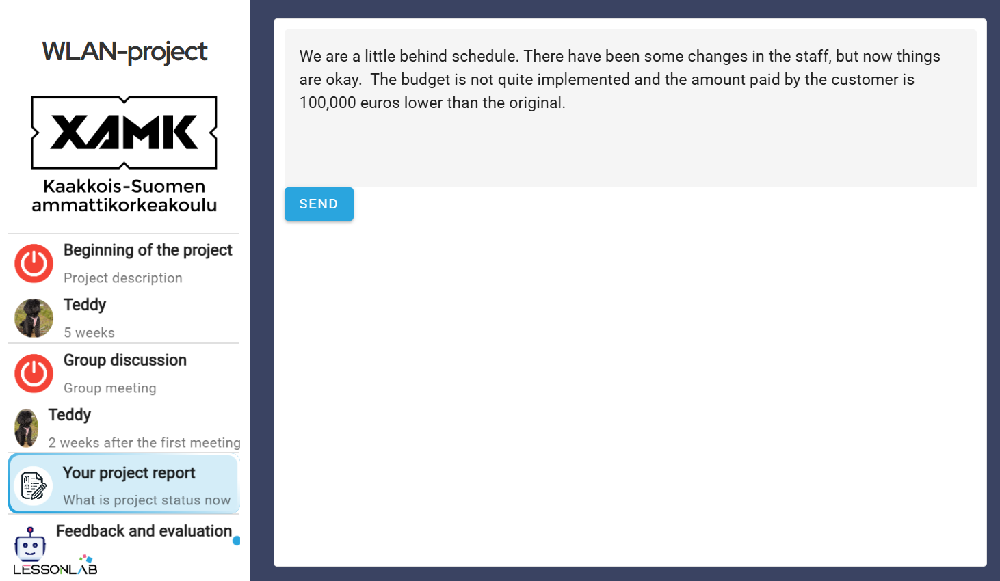 WLAN-project
XAMK
Kaakkois-Suomen
ammattikorkeakoulu
Beginning of the project
Project description
Teddy
5 weeks
Group discussion
Group meeting
Teddy
2 weeks after the first meeting
Your project report
What is project status now
Feedback and evaluation
LESSONLAB
We are a little behind schedule. There have been some changes in the staff, but now things
are okay.  The budget is not quite implemented and the amount paid by the customer is
100,000 euros lower than the original.
SEND